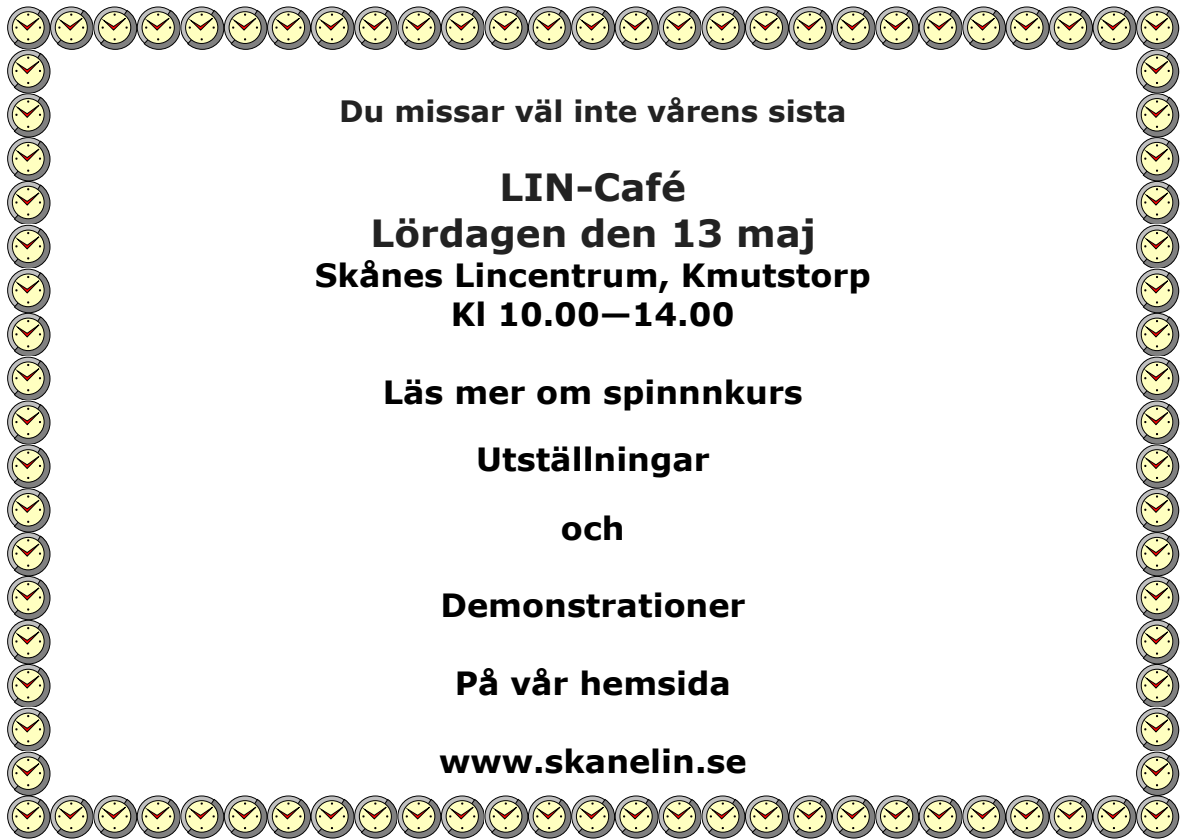 Du missar väl inte vårens sista
LIN-Café
Lördagen den 13 maj
Skånes Lincentrum, Kmutstorp
Kl 10.00—14.00
Läs mer om spinnnkurs
Utställningar
och
Demonstrationer
På vår hemsida
www.skanelin.se